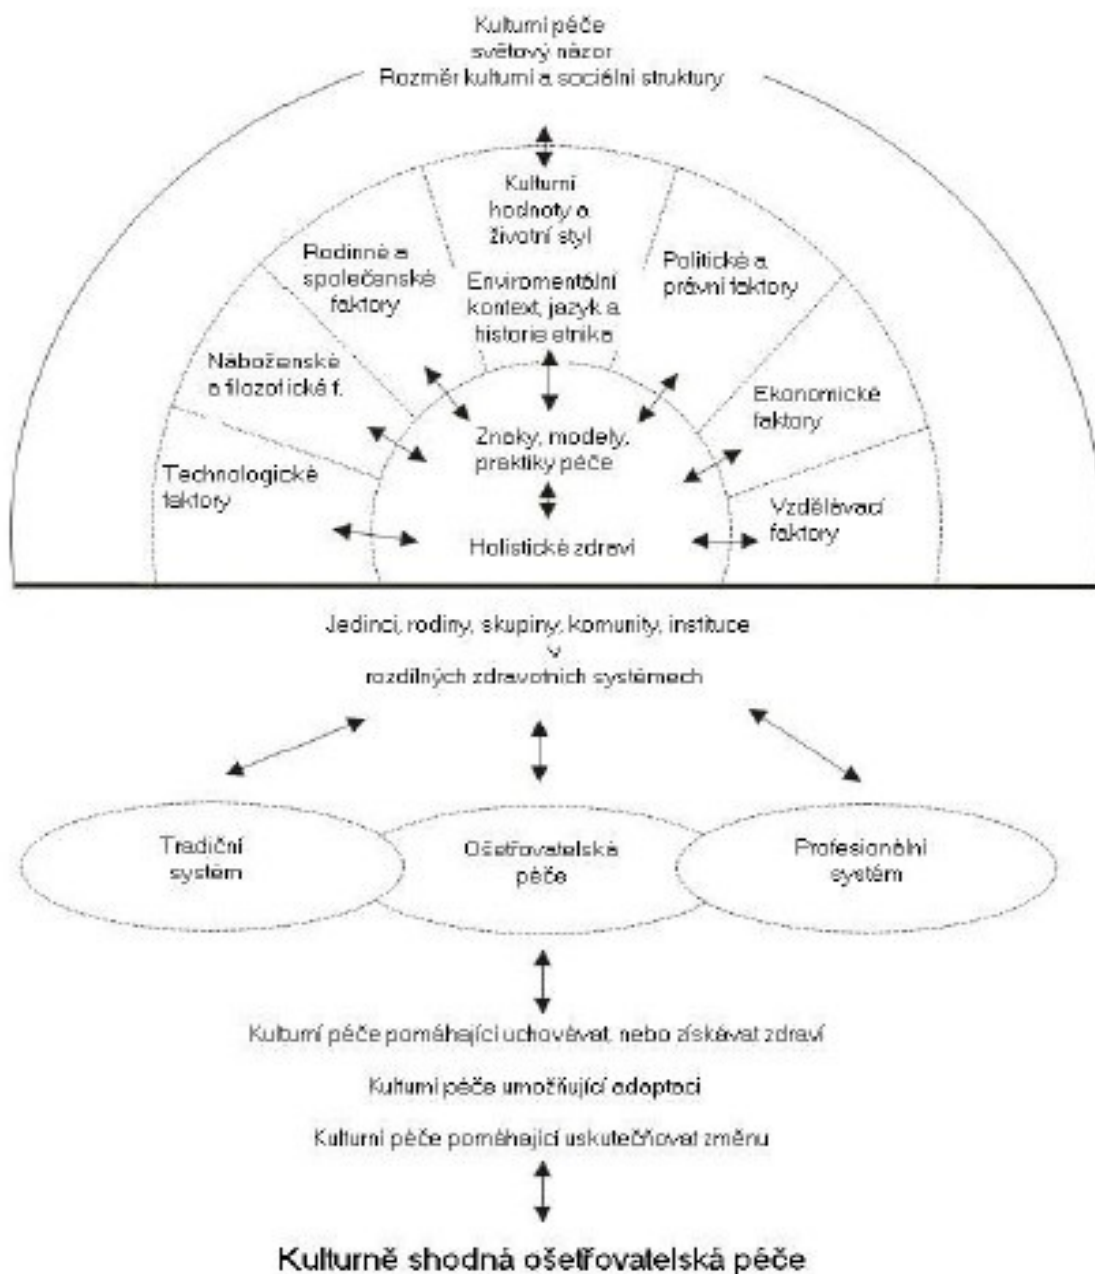 Kulturní péče
světový názor
Rozměr kulturní a sociální struktury
Kulturní
hodnoty a
životní styl
Rodinné a
společenské
faktory
Enviromentální
kontext, jazyk a
historie etnika
Politické a
právní faktory
Náboženské
a filozofické f.
Ekonomické
faktory
Znaky, modely,
praktiky péče
Technologické
faktory
Vzdělávací
faktory
Holistické zdraví
Jedinci, rodiny, skupiny, komunity, instituce
v
rozdílných zdravotních systémech
Tradiční
systém
Ošetřovatelská
péče
Profesionální
systém
Kulturní péče pomáhající uchovávat, nebo získávat zdraví
Kulturní péče umožňující adaptaci
Kulturní péče pomáhající uskutečňovat změnu
Kulturně shodná ošetřovatelská péče